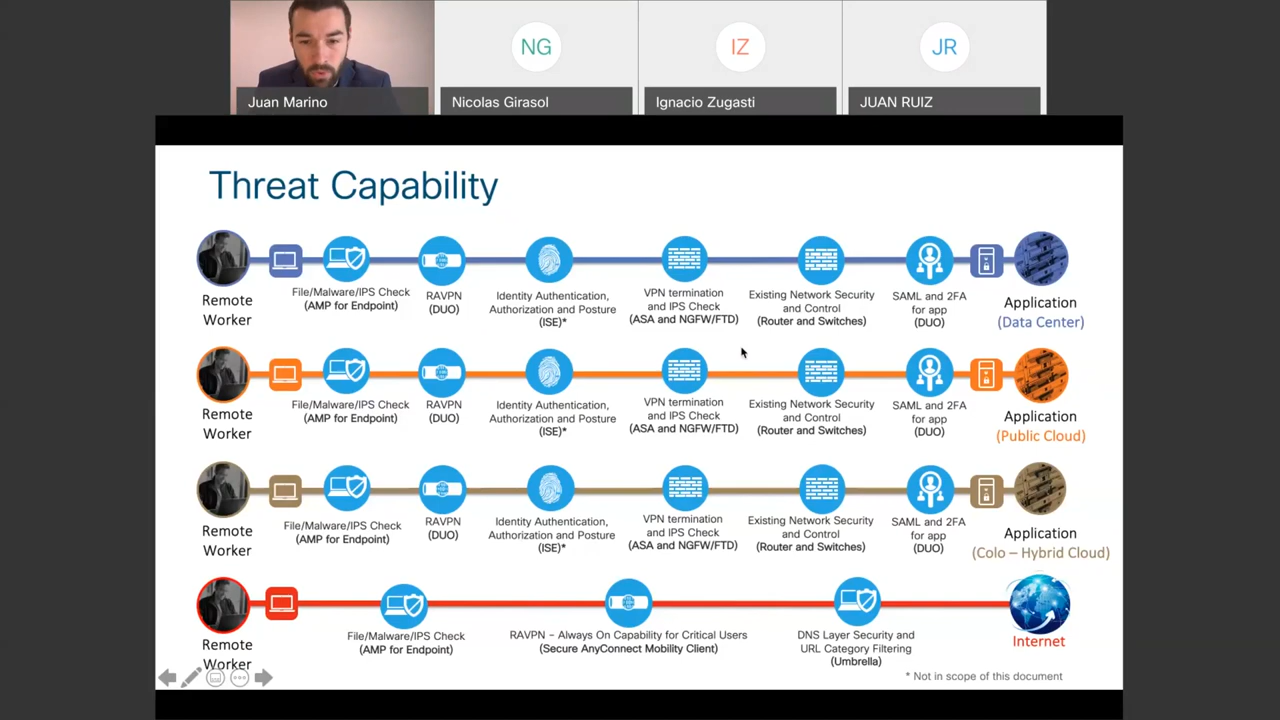 NG
IZ
JR
Juan Marino
Nicolas Girasol
Ignacio Zugasti
JUAN RUIZ
Threat Capability
Remote
Worker
File/Malware/IPS Check
(AMP for Endpoint)
RAVPN
(DUO)
Identity Authentication,
Authorization and Posture
(ISE)*
VPN termination
and IPS Check
(ASA and NGFW/FTD)
Existing Network Security
and Control
(Router and Switches)
SAML and 2FA
for app
(DUO)
Application
(Data Center)
Remote
Worker
File/Malware/IPS Check
(AMP for Endpoint)
RAVPN
(DUO)
Identity Authentication,
Authorization and Posture
(ISE)*
VPN termination
and IPS Check
(ASA and NGFW/FTD)
Existing Network Security
and Control
(Router and Switches)
SAML and 2FA
for app
(DUO)
Application
(Public Cloud)
Remote
Worker
File/Malware/IPS Check
(AMP for Endpoint)
RAVPN
(DUO)
Identity Authentication,
Authorization and Posture
(ISE)*
VPN termination
and IPS Check
(ASA and NGFW/FTD)
Existing Network Security
and Control
(Router and Switches)
SAML and 2FA
for app
(DUO)
Application
(Colo – Hybrid Cloud)
Remote
Worker
File/Malware/IPS Check
(AMP for Endpoint)
RAVPN – Always On Capability for Critical Users
(Secure AnyConnect Mobility Client)
DNS Layer Security and
URL Category Filtering
(Umbrella)
Internet
* Not in scope of this document